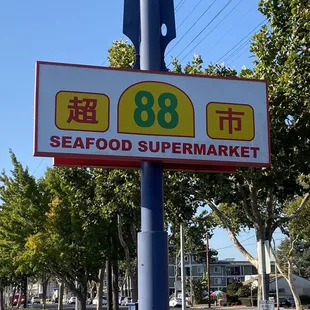 超 88 市
SEAFOOD SUPERMARKET